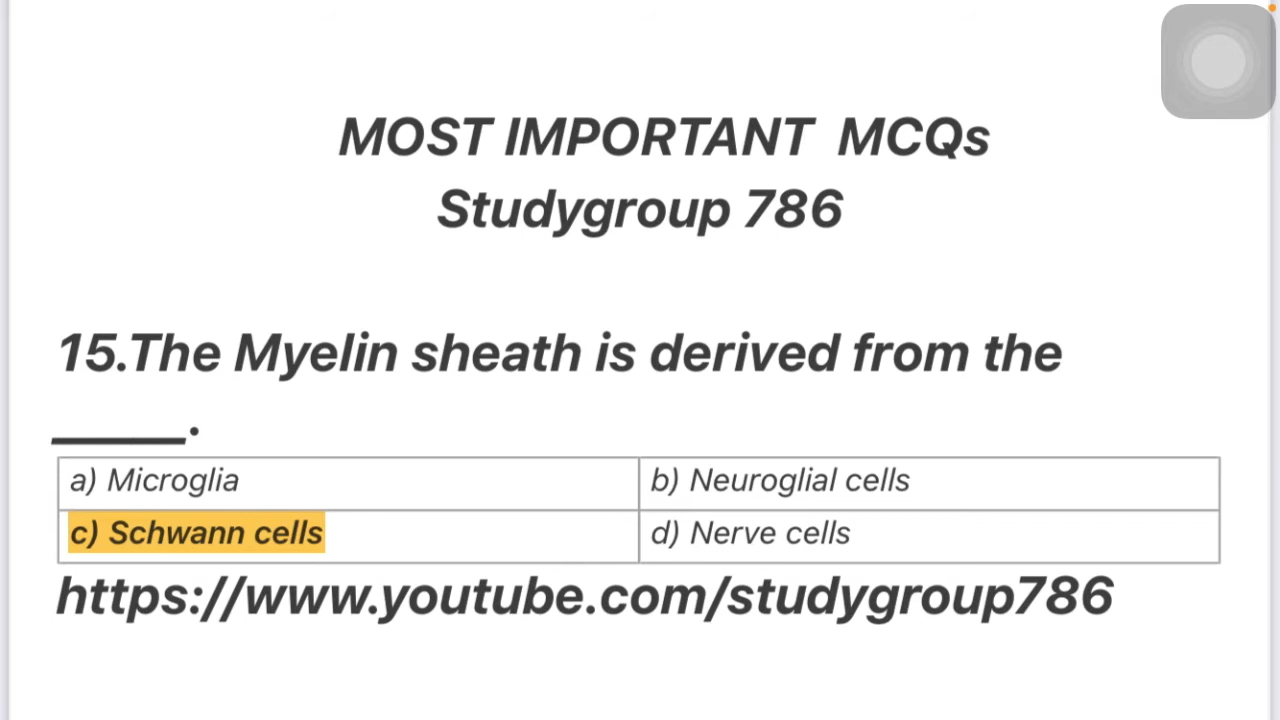 MOST IMPORTANT MCQs
Studygroup 786
15.The Myelin sheath is derived from the
______.
a) Microglia
b) Neuroglial cells
c) Schwann cells
d) Nerve cells
https://www.youtube.com/studygroup786